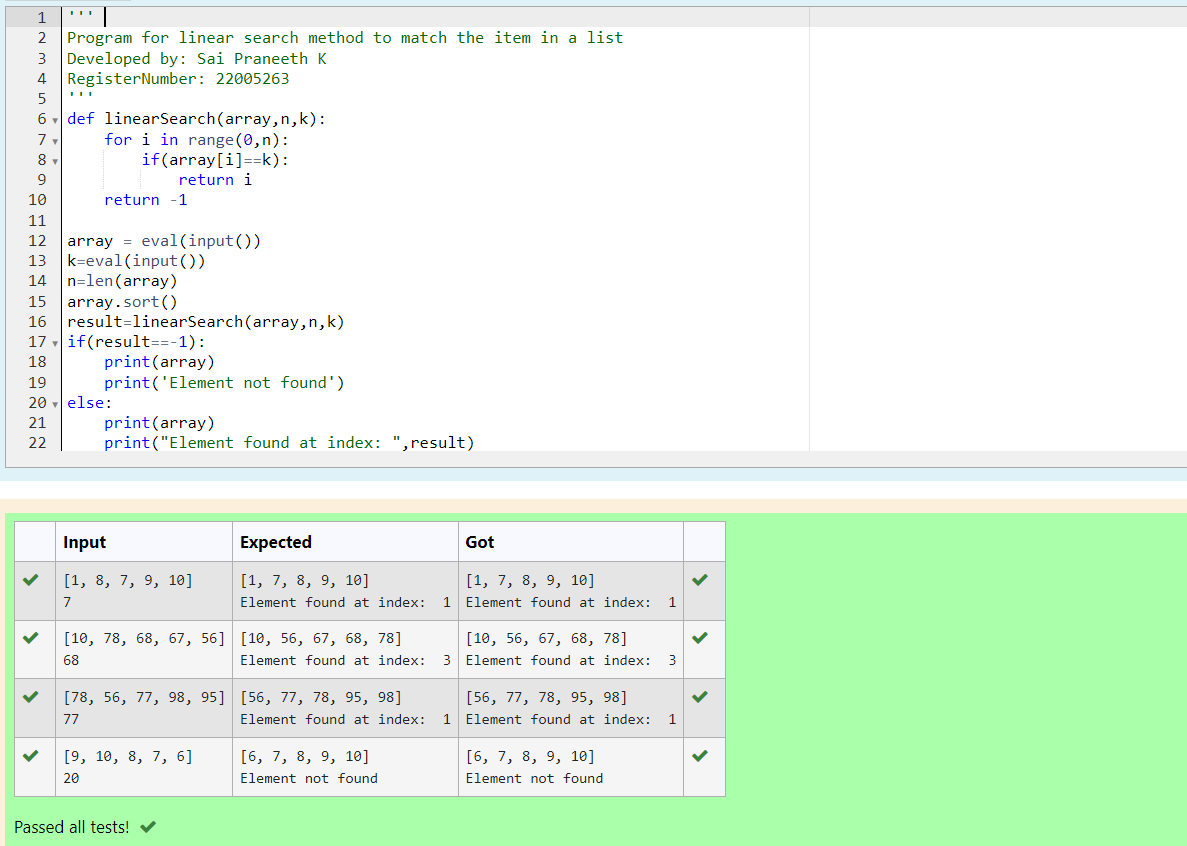 1 '''
2 Program for linear search method to match the item in a list
3 Developed by: Sai Praneeth K
4 RegisterNumber: 22005263
5 '''
6 def linearSearch(array,n,k):
7     for i in range(0,n):
8         if(array[i]==k):
9             return i
10     return -1
11
12 array = eval(input())
13 k=eval(input())
14 n=len(array)
15 array.sort()
16 result=linearSearch(array,n,k)
17 if(result==-1):
18     print(array)
19     print('Element not found')
20 else:
21     print(array)
22     print("Element found at index: ",result)
Input Expected Got
[1, 8, 7, 9, 10] [1, 7, 8, 9, 10] [1, 7, 8, 9, 10]
7 Element found at index:  1 Element found at index:  1
[10, 78, 68, 67, 56] [10, 56, 67, 68, 78] [10, 56, 67, 68, 78]
68 Element found at index:  3 Element found at index:  3
[78, 56, 77, 98, 95] [56, 77, 78, 95, 98] [56, 77, 78, 95, 98]
77 Element found at index:  1 Element found at index:  1
[9, 10, 8, 7, 6] [6, 7, 8, 9, 10] [6, 7, 8, 9, 10]
20 Element not found Element not found
Passed all tests!